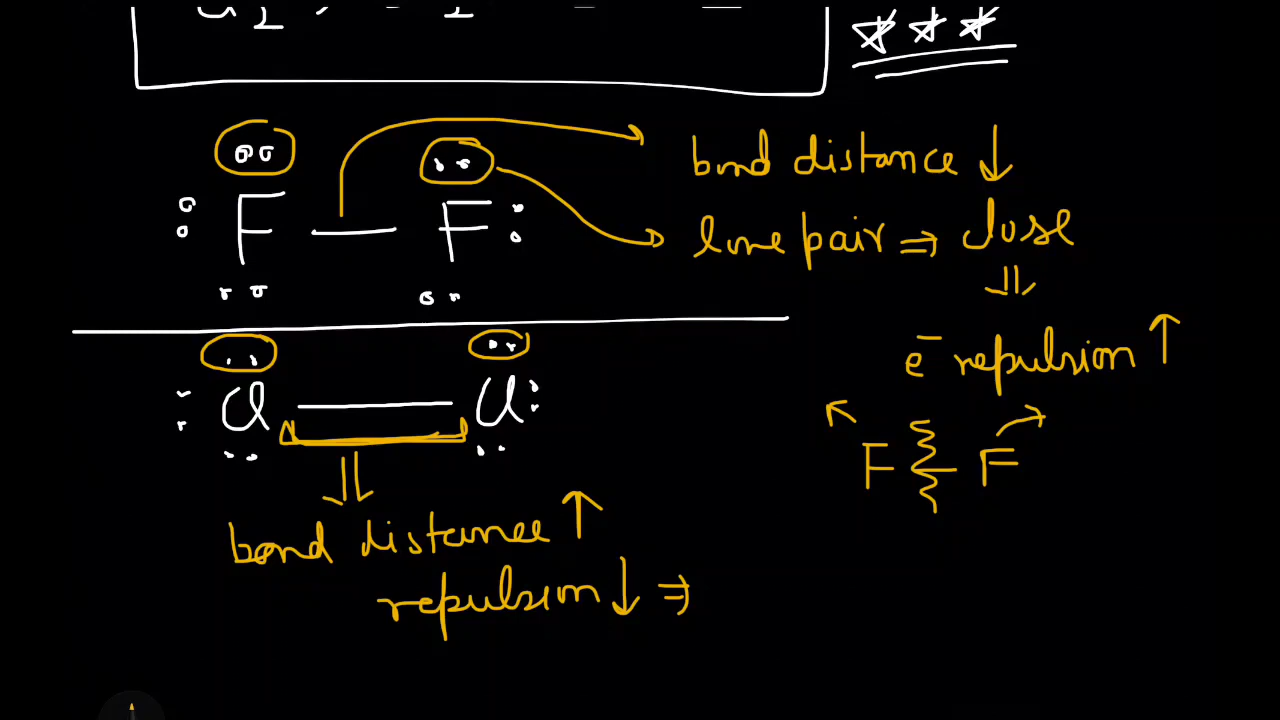 bond distance ↓
F — F
lone pair ⇒ close
e⁻ repulsion ↑
Cl — Cl
F F
bond distance ↑
repulsion ↓ ⇒